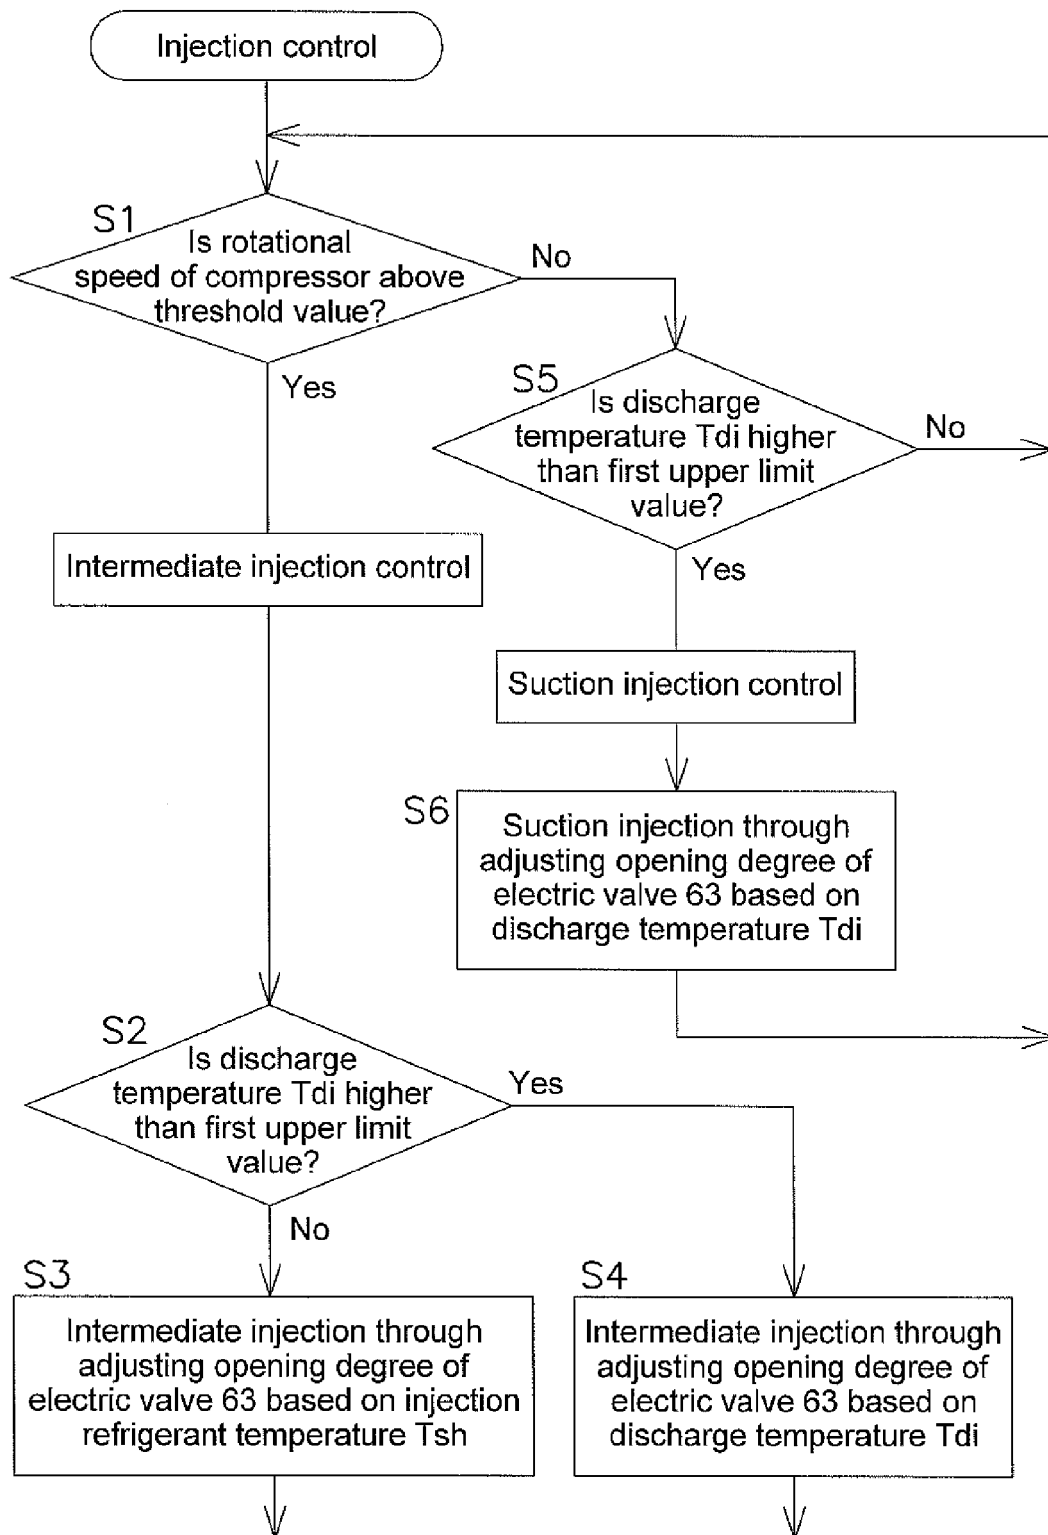 Injection control
S1
Is rotational
speed of compressor above
threshold value?
No
Yes
S5
Is discharge
temperature Tdi higher
than first upper limit
value?
No
Yes
Intermediate injection control
Suction injection control
S6
Suction injection through
adjusting opening degree of
electric valve 63 based on
discharge temperature Tdi
S2
Is discharge
temperature Tdi higher
than first upper limit
value?
Yes
No
S3
Intermediate injection through
adjusting opening degree of
electric valve 63 based on injection
refrigerant temperature Tsh
S4
Intermediate injection through
adjusting opening degree of
electric valve 63 based on
discharge temperature Tdi